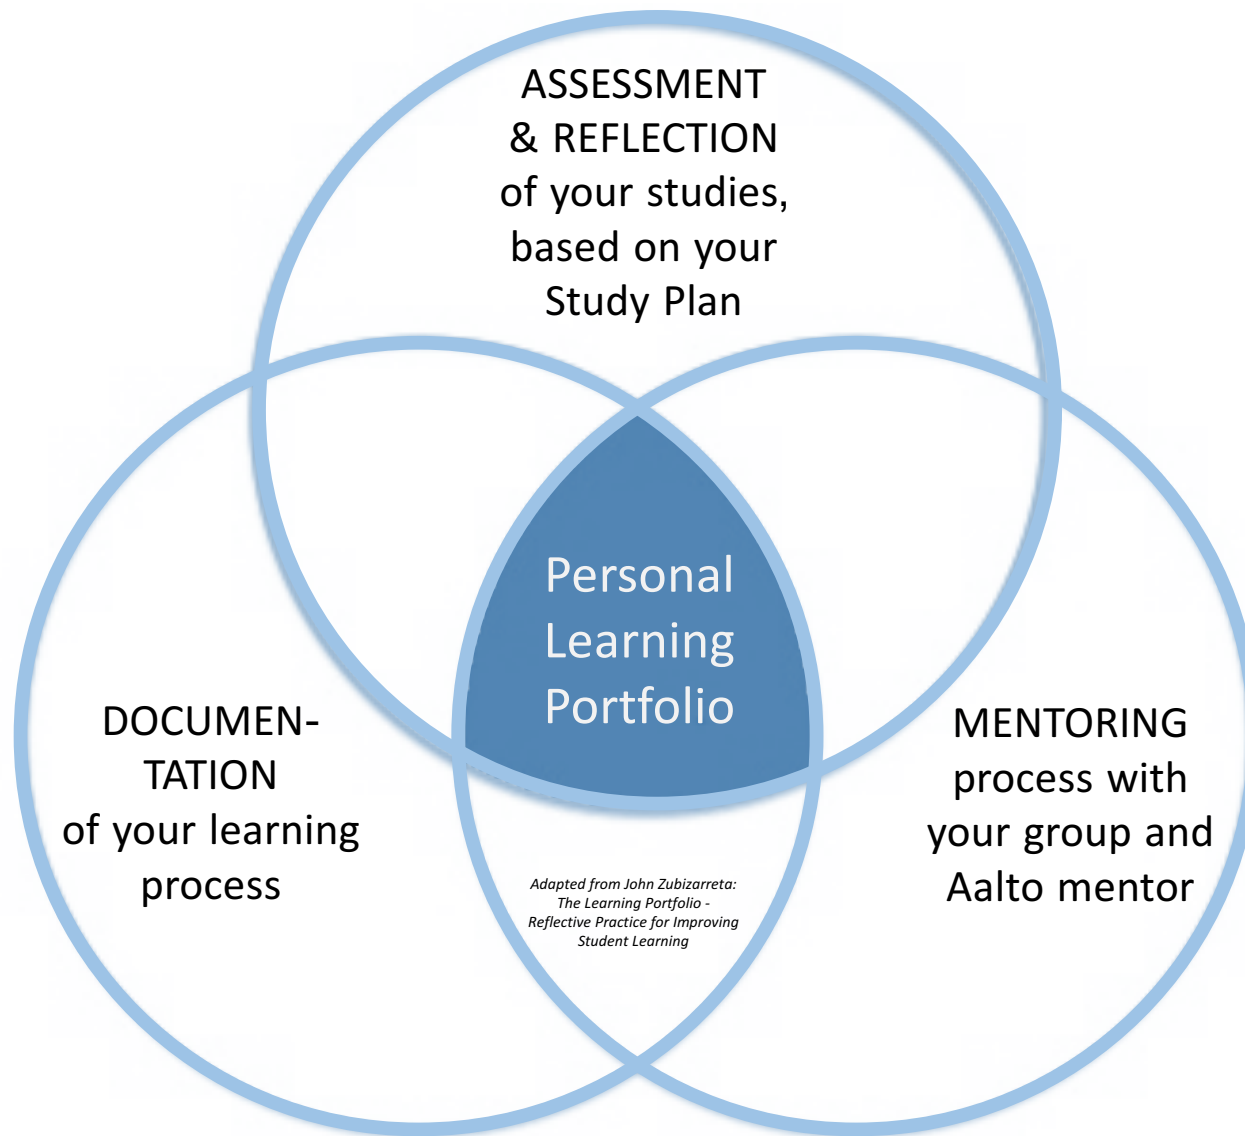 ASSESSMENT
& REFLECTION
of your studies,
based on your
Study Plan
Personal
Learning
Portfolio
DOCUMEN-
TATION
of your learning
process
MENTORING
process with
your group and
Aalto mentor
Adapted from John Zubizarreta:
The Learning Portfolio -
Reflective Practice for Improving
Student Learning